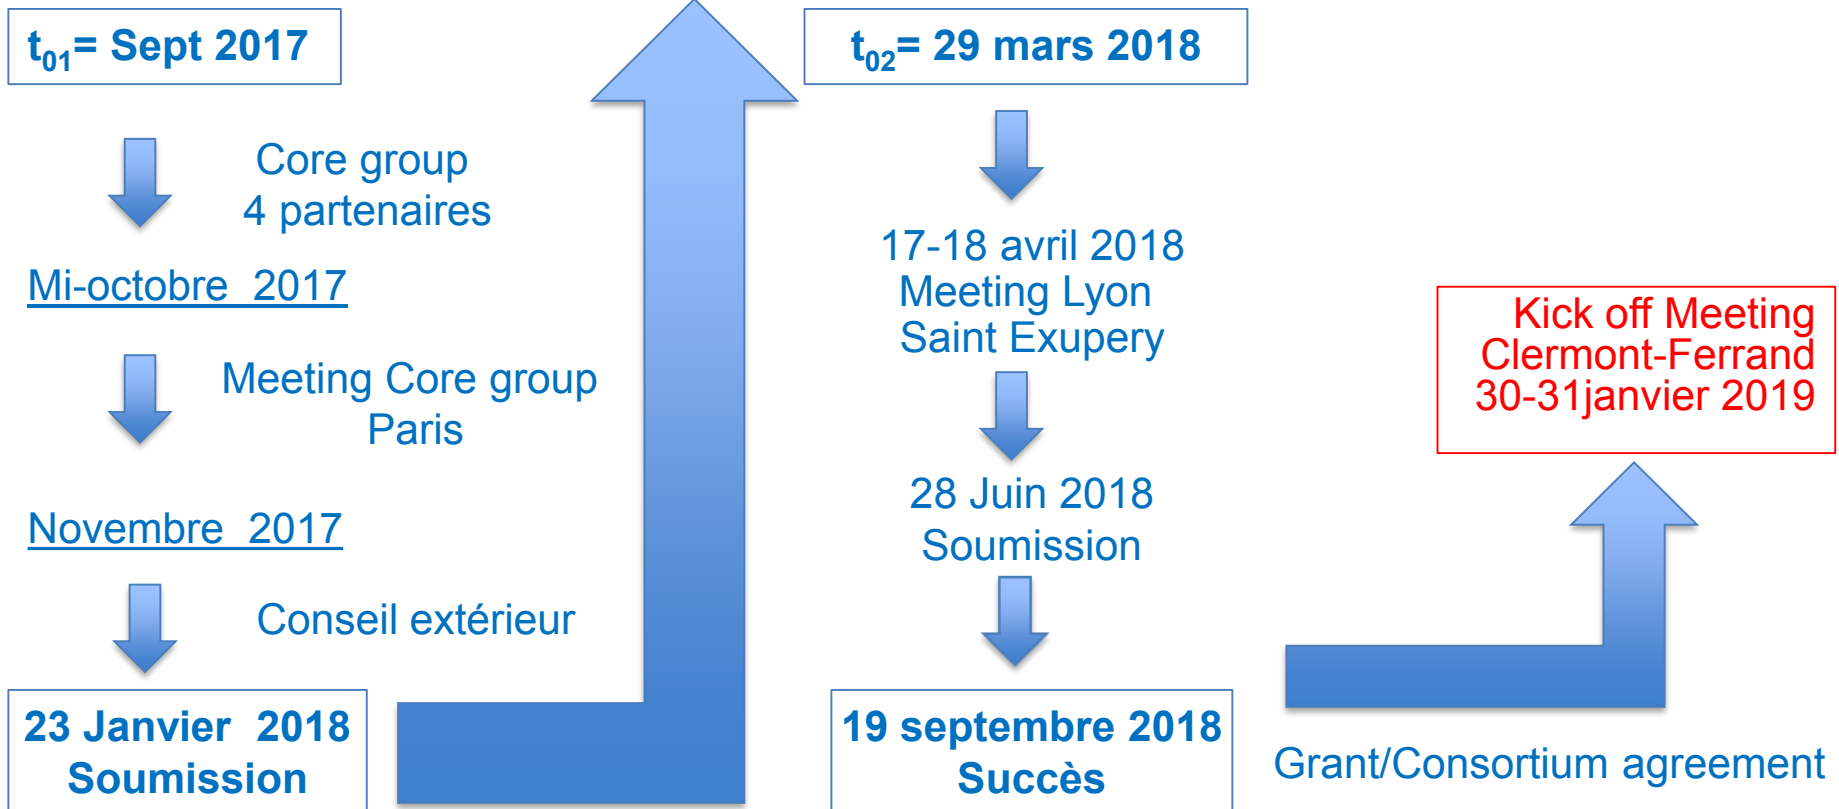 t01= Sept 2017
Core group
4 partenaires
Mi-octobre 2017
Meeting Core group
Paris
Novembre 2017
Conseil extérieur
23 Janvier 2018
Soumission
t02= 29 mars 2018
17-18 avril 2018
Meeting Lyon
Saint Exupery
28 Juin 2018
Soumission
19 septembre 2018
Succès
Grant/Consortium agreement
Kick off Meeting
Clermont-Ferrand
30-31janvier 2019